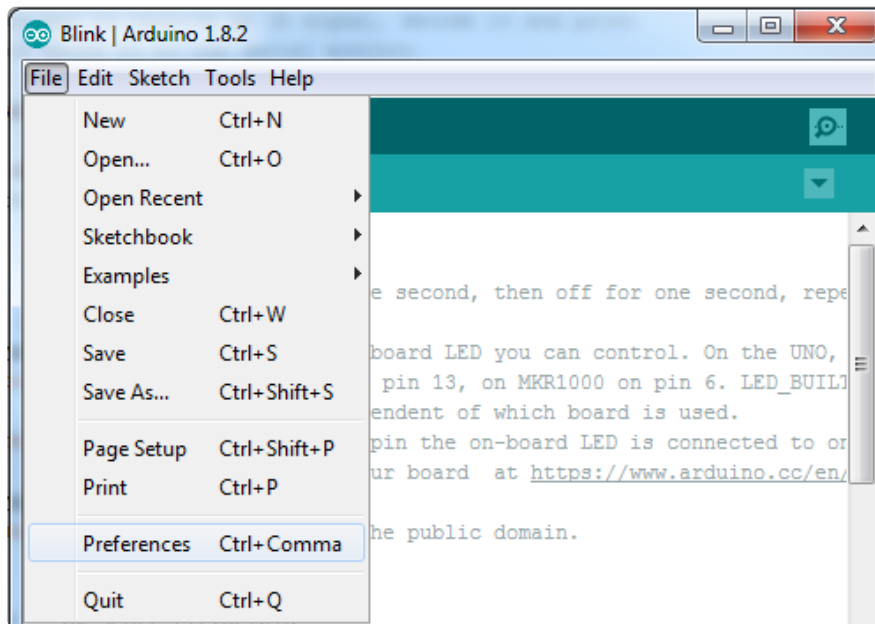 Blink | Arduino 1.8.2
File Edit Sketch Tools Help
New Ctrl+N
Open... Ctrl+O
Open Recent
Sketchbook
Examples
Close Ctrl+W
Save Ctrl+S
Save As... Ctrl+Shift+S
Page Setup Ctrl+Shift+P
Print Ctrl+P
Preferences Ctrl+Comma
Quit Ctrl+Q
e second, then off for one second, repe
board LED you can control. On the UNO,
pin 13, on MKR1000 on pin 6. LED_BUILT
endent of which board is used.
pin the on-board LED is connected to on
ur board at https://www.arduino.cc/en/
he public domain.